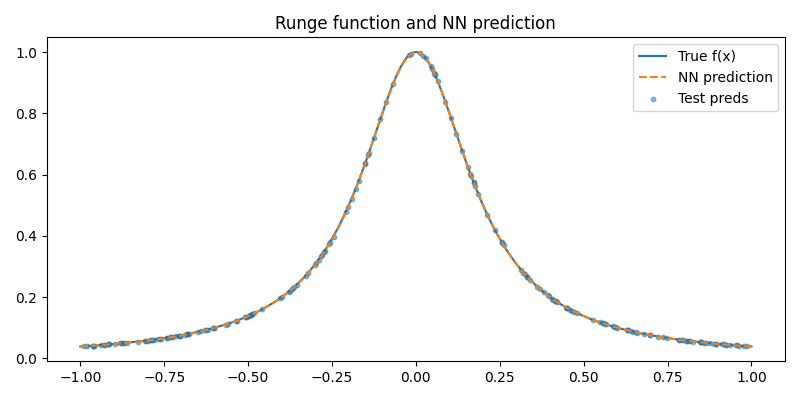 Runge function and NN prediction
True f(x)
NN prediction
Test preds
1.0
0.8
0.6
0.4
0.2
0.0
−1.00 −0.75 −0.50 −0.25 0.00 0.25 0.50 0.75 1.00